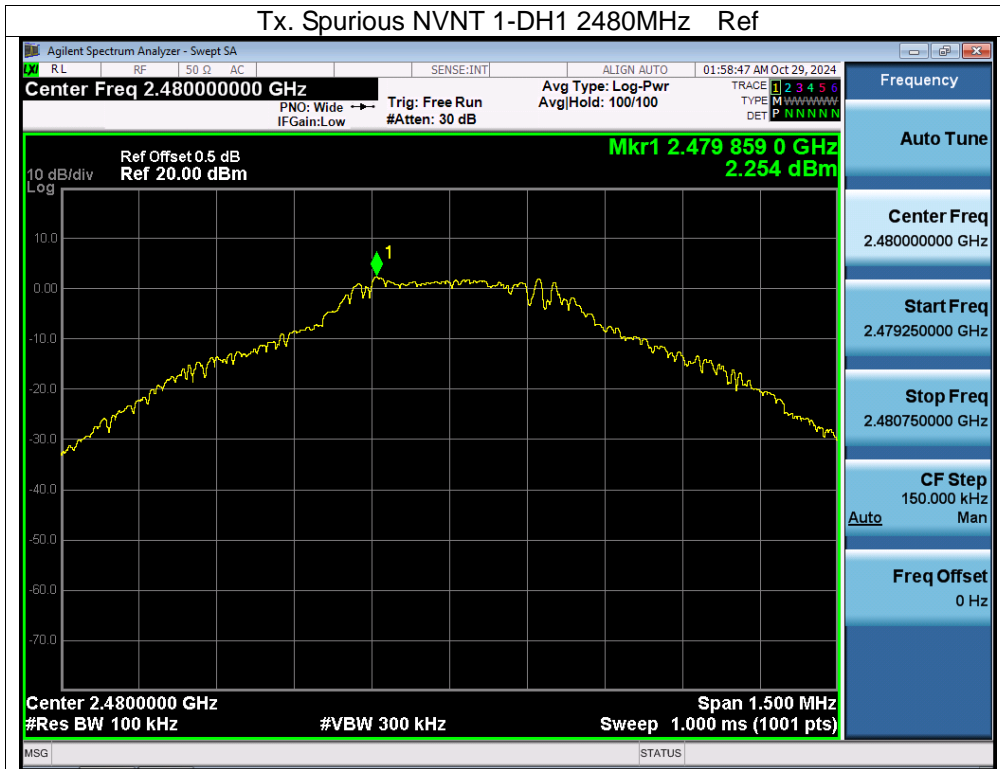 Tx. Spurious NVNT 1-DH1 2480MHz Ref
Agilent Spectrum Analyzer - Swept SA
LXI RL RF 50 Ω AC SENSE:INT ALIGN AUTO 01:58:47 AM Oct 29, 2024
Center Freq 2.480000000 GHz
PNO: Wide
IFGain:Low
Trig: Free Run
#Atten: 30 dB
Avg Type: Log-Pwr
Avg|Hold: 100/100
TRACE 1 2 3 4 5 6
TYPE M WWWWW
DET P N N N N N
Mkr1 2.479 859 0 GHz
2.254 dBm
Ref Offset 0.5 dB
10 dB/div Ref 20.00 dBm
Log
10.0
0.00
-10.0
-20.0
-30.0
-40.0
-50.0
-60.0
-70.0
1
Center 2.4800000 GHz Span 1.500 MHz
#Res BW 100 kHz #VBW 300 kHz Sweep 1.000 ms (1001 pts)
MSG STATUS
Frequency
Auto Tune
Center Freq
2.480000000 GHz
Start Freq
2.479250000 GHz
Stop Freq
2.480750000 GHz
CF Step
150.000 kHz
Auto Man
Freq Offset
0 Hz